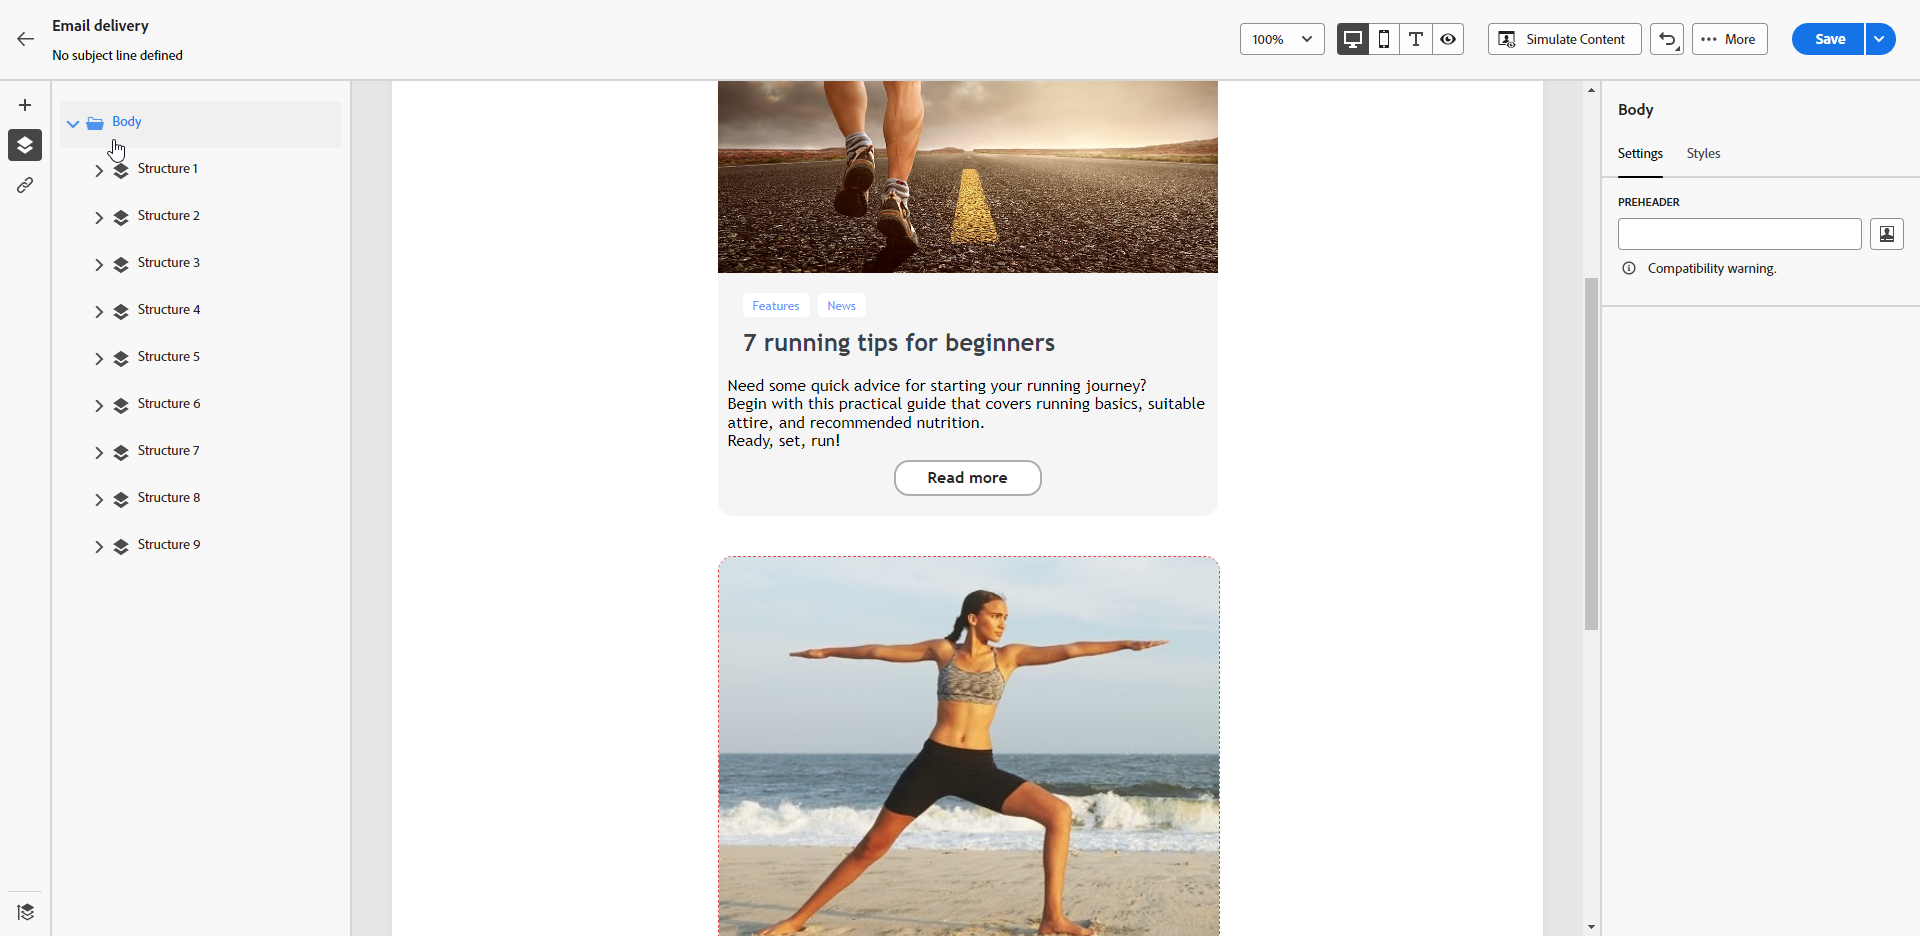 Email delivery
No subject line defined
100%
Simulate Content
More
Save
Body
Structure 1
Structure 2
Structure 3
Structure 4
Structure 5
Structure 6
Structure 7
Structure 8
Structure 9
Features News
7 running tips for beginners
Need some quick advice for starting your running journey?
Begin with this practical guide that covers running basics, suitable
attire, and recommended nutrition.
Ready, set, run!
Read more
Body
Settings Styles
PREHEADER
Compatibility warning.